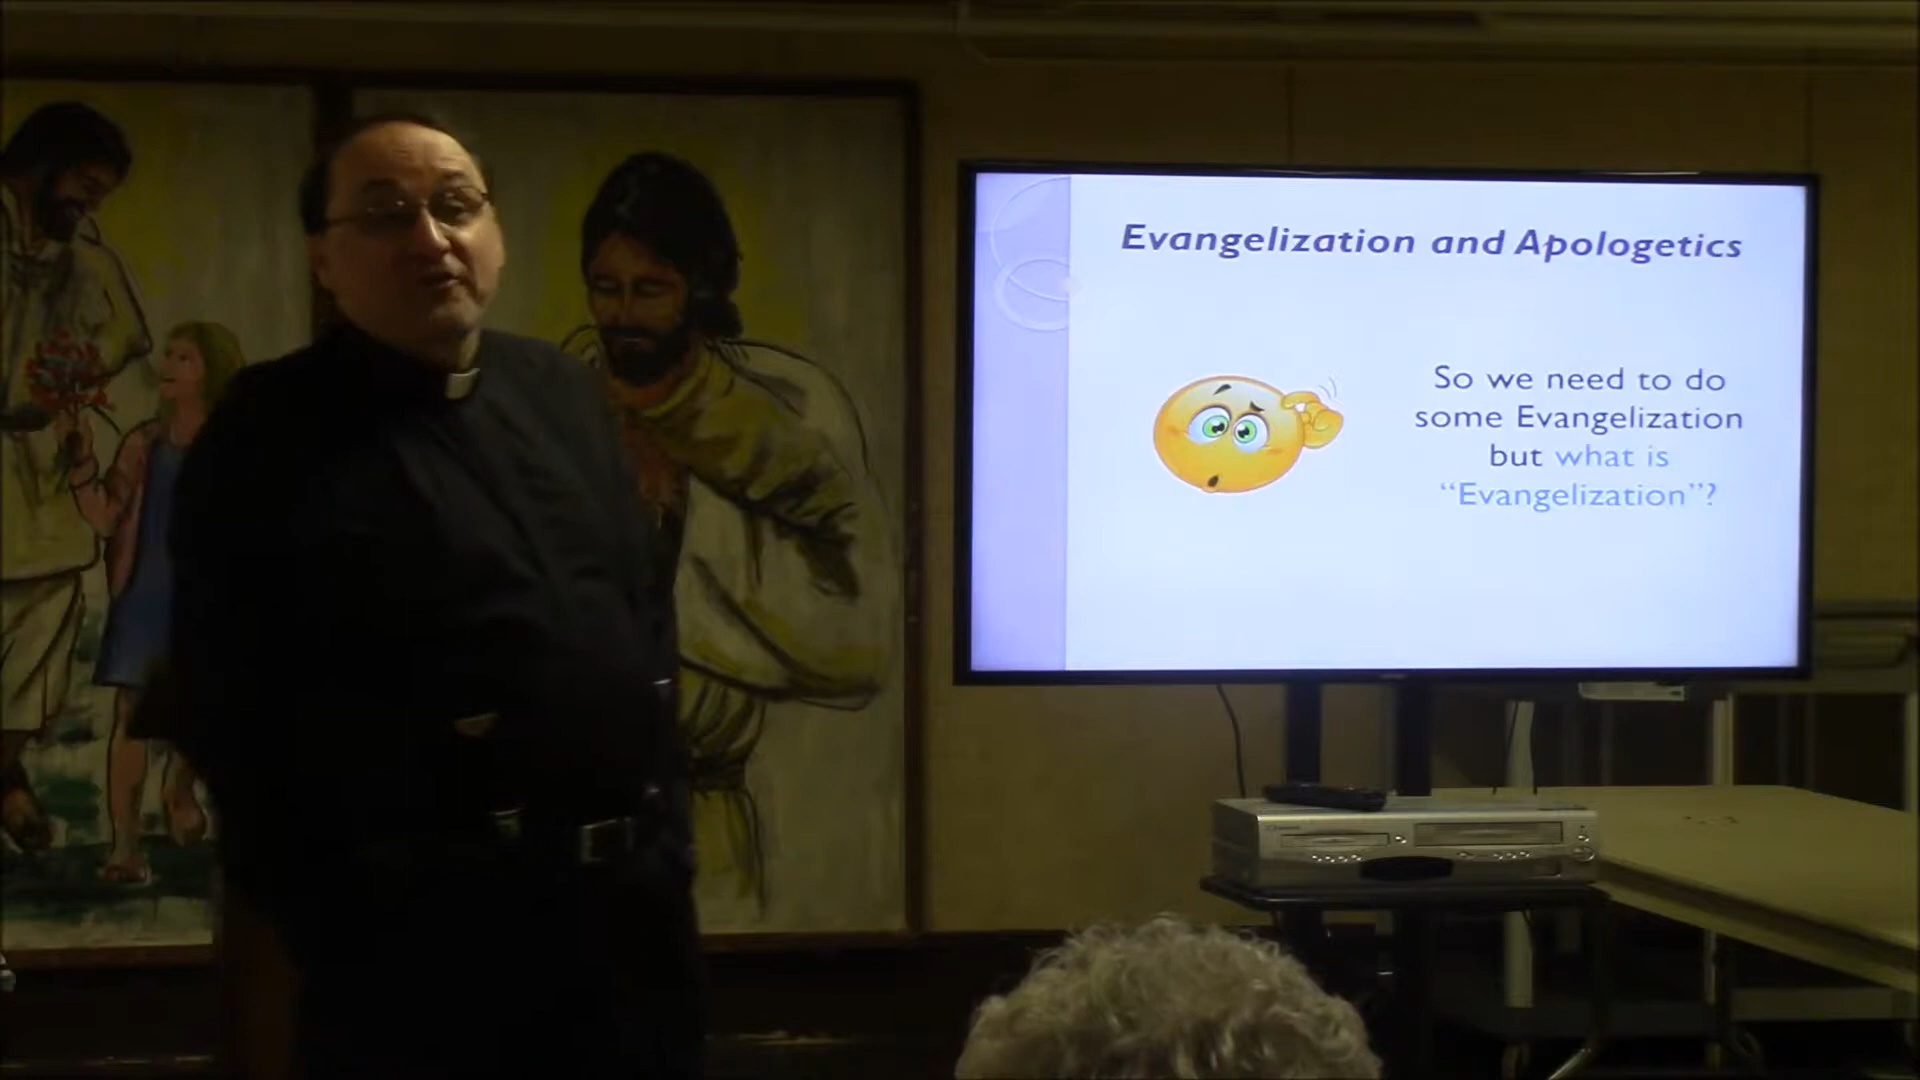 Evangelization and Apologetics
So we need to do
some Evangelization
but what is
“Evangelization”?